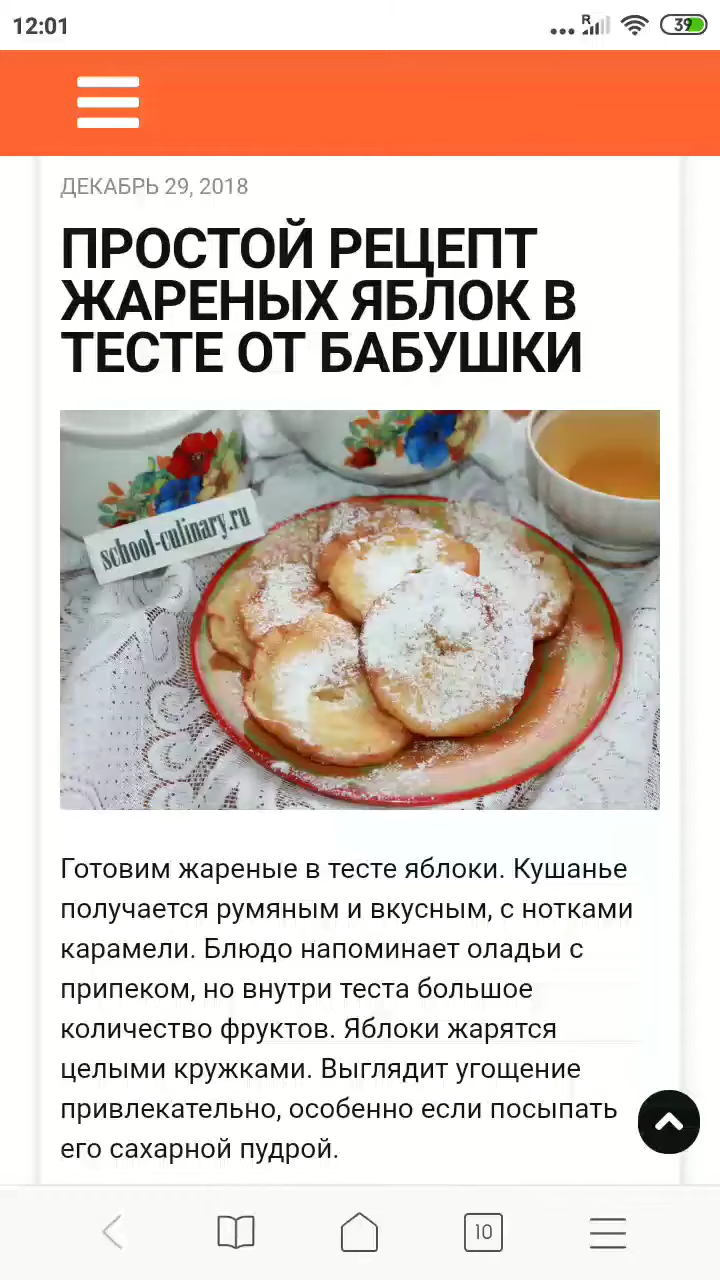 12:01
R
39
ДЕКАБРЬ 29, 2018
ПРОСТОЙ РЕЦЕПТ
ЖАРЕНЫХ ЯБЛОК В
ТЕСТЕ ОТ БАБУШКИ
school-culinary.ru
Готовим жареные в тесте яблоки. Кушанье
получается румяным и вкусным, с нотками
карамели. Блюдо напоминает оладьи с
припеком, но внутри теста большое
количество фруктов. Яблоки жарятся
целыми кружками. Выглядит угощение
привлекательно, особенно если посыпать
его сахарной пудрой.
10